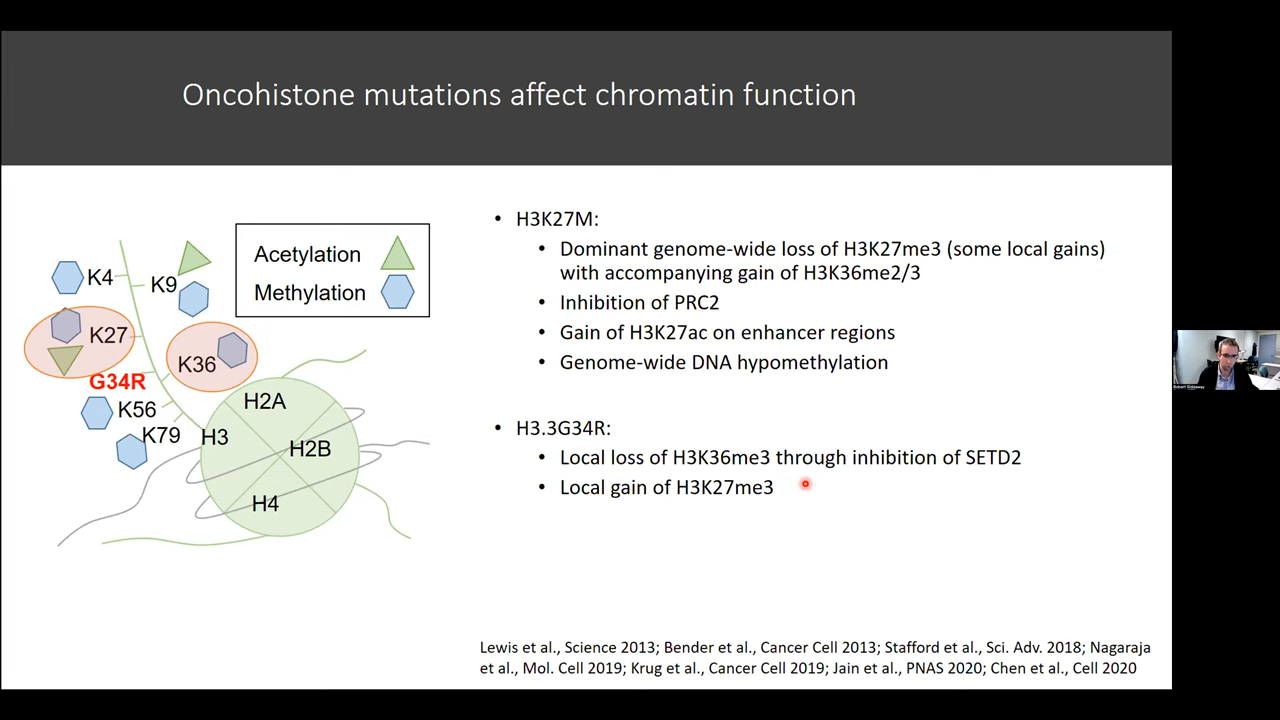 Oncohistone mutations affect chromatin function
Acetylation
Methylation
K4
K9
K27
K36
G34R
K56
K79
H3
H2A
H2B
H4
• H3K27M:
• Dominant genome-wide loss of H3K27me3 (some local gains)
with accompanying gain of H3K36me2/3
• Inhibition of PRC2
• Gain of H3K27ac on enhancer regions
• Genome-wide DNA hypomethylation
• H3.3G34R:
• Local loss of H3K36me3 through inhibition of SETD2
• Local gain of H3K27me3
Lewis et al., Science 2013; Bender et al., Cancer Cell 2013; Stafford et al., Sci. Adv. 2018; Nagaraja
et al., Mol. Cell 2019; Krug et al., Cancer Cell 2019; Jain et al., PNAS 2020; Chen et al., Cell 2020
Robert Siddaway